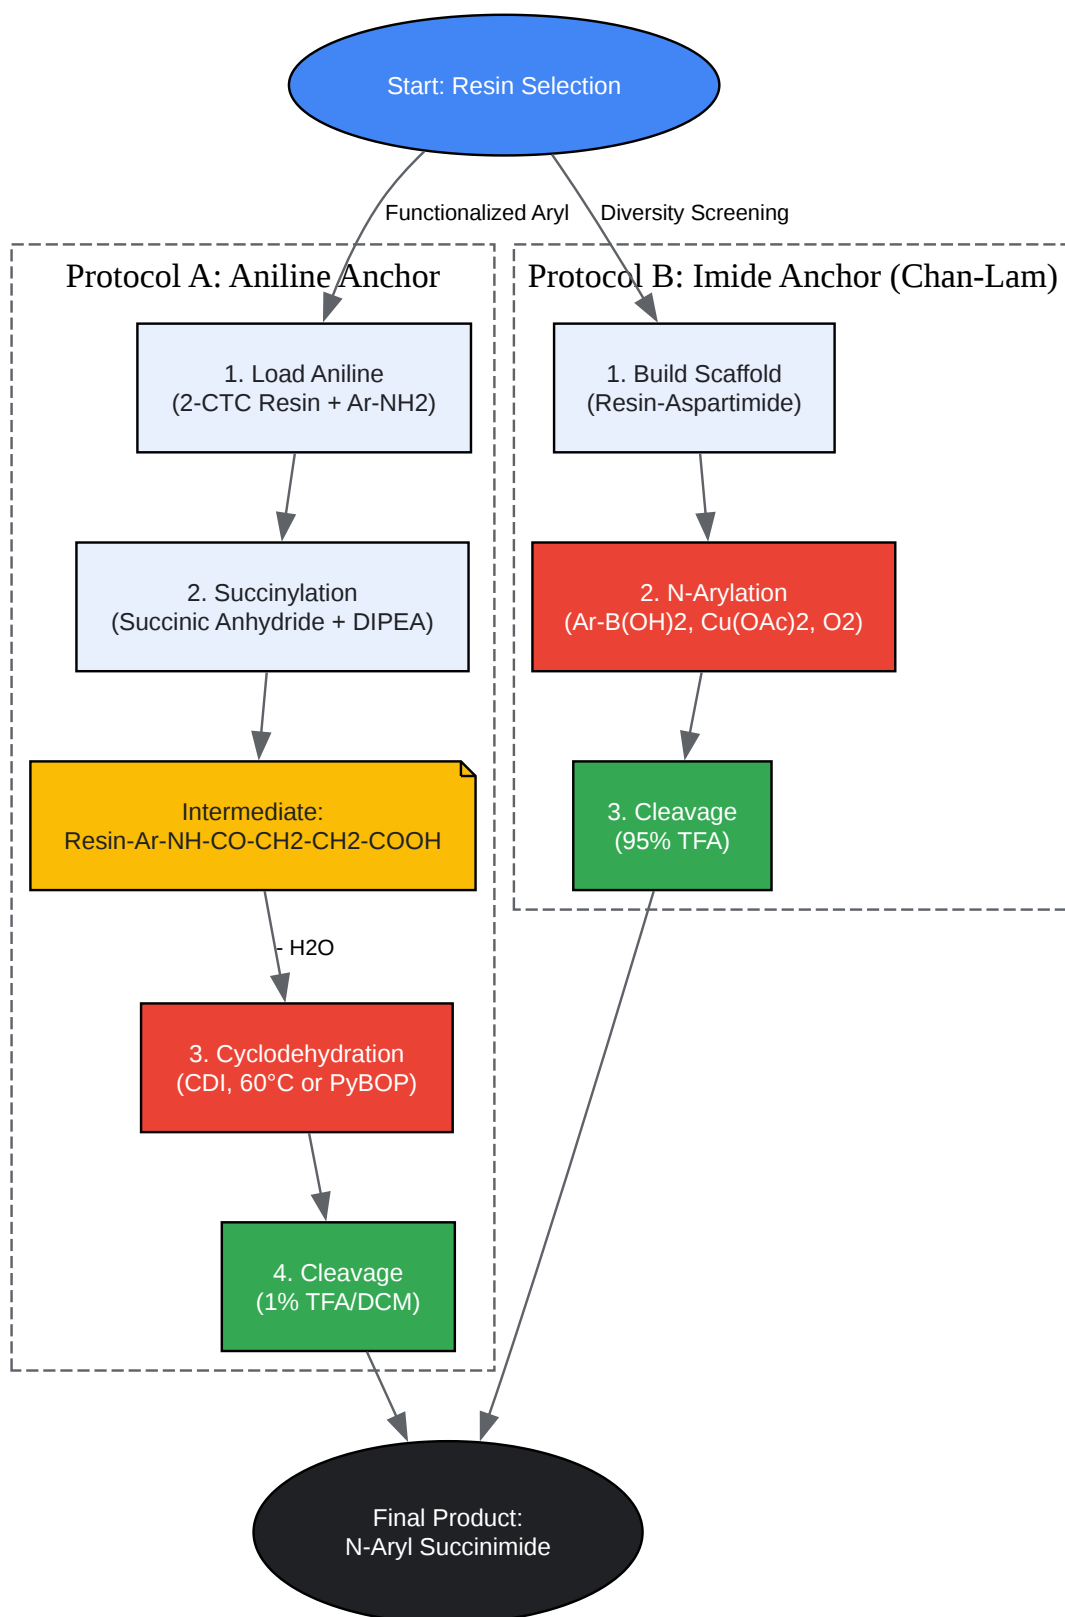 Start: Resin Selection
Functionalized Aryl
Diversity Screening
Protocol A: Aniline Anchor
1. Load Aniline
(2-CTC Resin + Ar-NH2)
2. Succinylation
(Succinic Anhydride + DIPEA)
Intermediate:
Resin-Ar-NH-CO-CH2-CH2-COOH
- H2O
3. Cyclodehydration
(CDI, 60°C or PyBOP)
4. Cleavage
(1% TFA/DCM)
Protocol B: Imide Anchor (Chan-Lam)
1. Build Scaffold
(Resin-Aspartimide)
2. N-Arylation
(Ar-B(OH)2, Cu(OAc)2, O2)
3. Cleavage
(95% TFA)
Final Product:
N-Aryl Succinimide